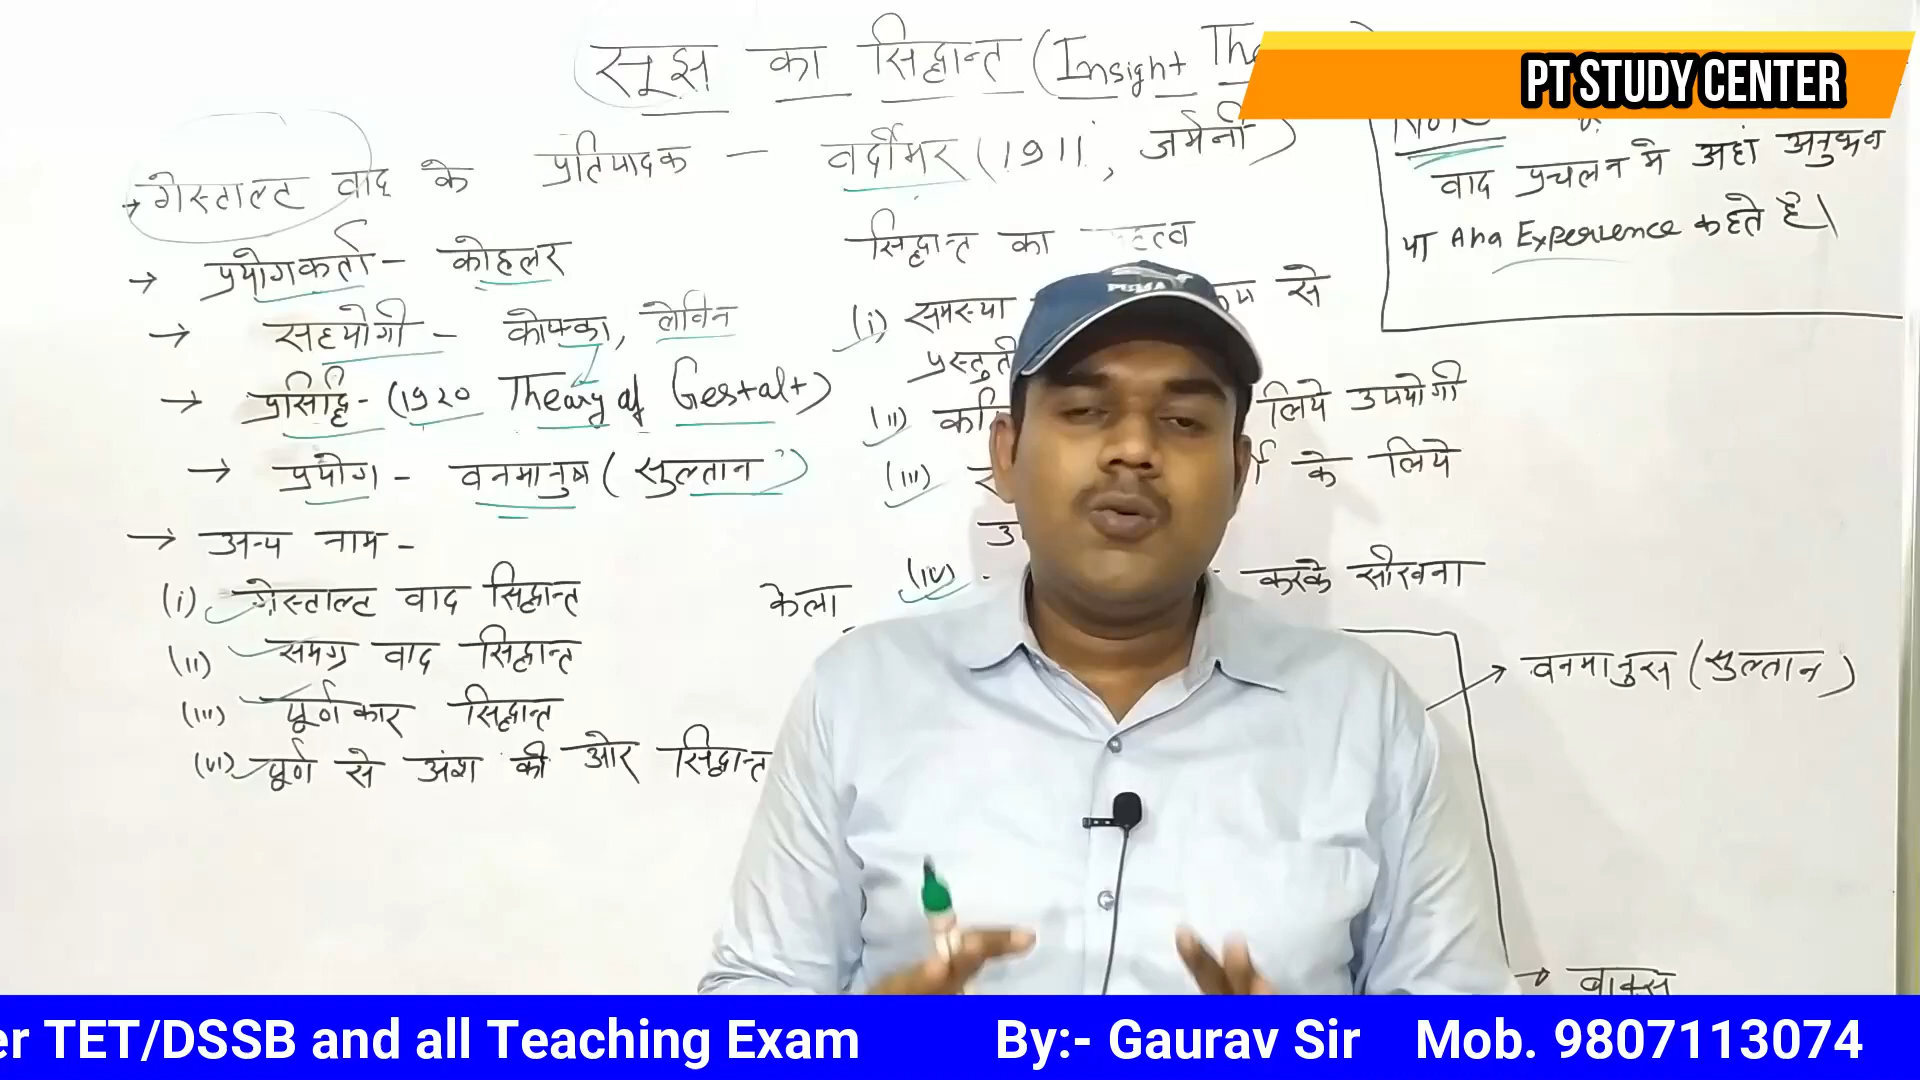 सूझ का सिद्धान्त (Insight The
PT STUDY CENTER
→ गेस्टाल्ट वाद के प्रतिपादक – वर्दीमर (1911, जर्मनी)
→ प्रयोगकर्ता – कोहलर
→ सहयोगी – कोफ्का, लेविन
→ प्रसिद्धि - (1920 Theory of Gestalt)
→ प्रयोग - वनमानुष (सुल्तान)
→ अन्य नाम -
(i) गेस्टाल्ट वाद सिद्धान्त
(ii) समग्र वाद सिद्धान्त
(iii) पूर्णकार सिद्धान्त
(vi) पूर्ण से अंश की ओर सिद्धान्त
सिद्धान्त का
(i) समस्या से
(ii) लिये उपयोगी
(iii) के लिये
(iv) करके सीखना
वाद प्रचलन मे अहा अनुभव
या Aha Experience कहते है।
केला
→ वनमानुस (सुल्तान)
→ बाक्स
er TET/DSSB and all Teaching Exam By:- Gaurav Sir Mob. 9807113074
PUMA